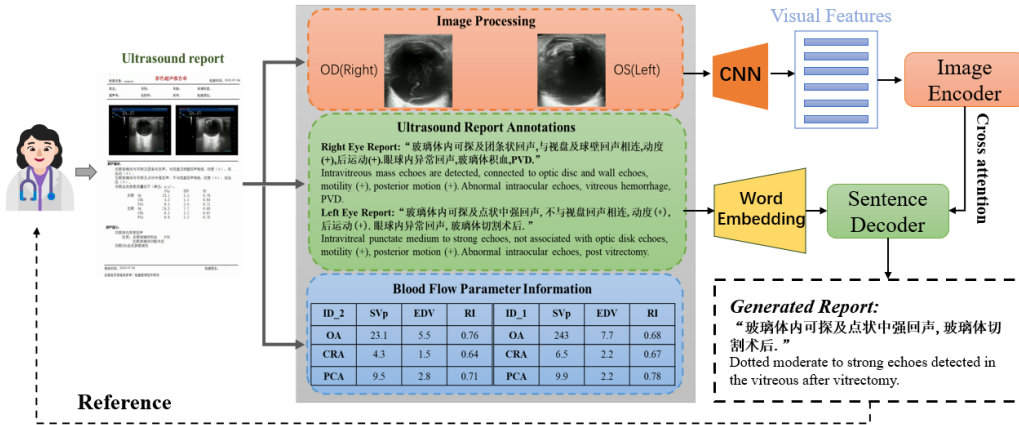 Ultrasound report
彩色超声报告单
Image Processing
OD(Right)
OS(Left)
CNN
Visual Features
Image
Encoder
Cross attention
Ultrasound Report Annotations
Right Eye Report: “玻璃体内可探及团条状回声,与视盘及球壁回声相连,动度
(+),后运动(+).眼球内异常回声,玻璃体积血,PVD.”
Intravitreous mass echoes are detected, connected to optic disc and wall echoes,
motility (+), posterior motion (+). Abnormal intraocular echoes, vitreous hemorrhage,
PVD.
Left Eye Report: “玻璃体内可探及点状中强回声, 不与视盘回声相连, 动度(+),
后运动(+). 眼球内异常回声, 玻璃体切割术后.”
Intravitreal punctate medium to strong echoes, not associated with optic disk echoes,
motility (+), posterior motion (+). Abnormal intraocular echoes, post vitrectomy.
Word
Embedding
Sentence
Decoder
Blood Flow Parameter Information
ID_2 SVp EDV RI ID_1 SVp EDV RI
OA 23.1 5.5 0.76 OA 243 7.7 0.68
CRA 4.3 1.5 0.64 CRA 6.5 2.2 0.67
PCA 9.5 2.8 0.71 PCA 9.9 2.2 0.78
Generated Report:
“玻璃体内可探及点状中强回声, 玻璃体切
割术后. ”
Dotted moderate to strong echoes detected in
the vitreous after vitrectomy.
Reference